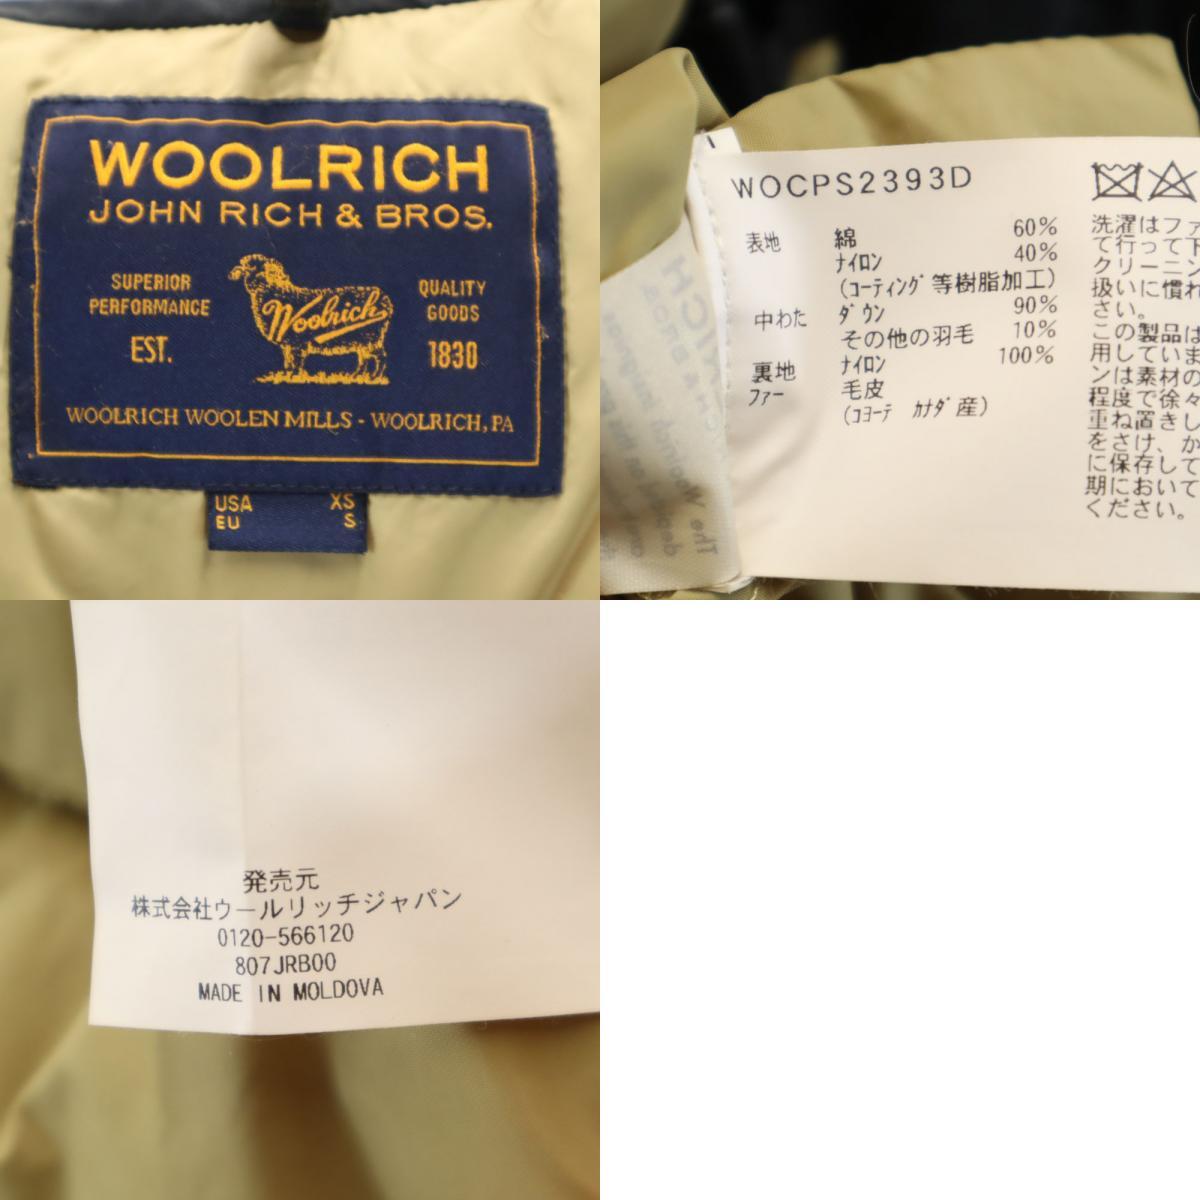 WOOLRICH
JOHN RICH & BROS.
SUPERIOR
PERFORMANCE
EST.
Woolrich
QUALITY
GOODS
1830
WOOLRICH WOOLEN MILLS - WOOLRICH, PA
USA XS
EU S
WOCPS2393D
表地 綿 60%
ナイロン 40%
(コーティング等樹脂加工)
中わた ダウン 90%
その他の羽毛 10%
裏地 ナイロン 100%
ファー 毛皮
(コヨーテ カナダ産)
洗濯はファ
て行って下
クリーニン
扱いに慣れ
さい。
この製品は
用していま
ンは素材の
程度で徐々
重ね置きし
をさけ、か
に保存して
期において
ください。
発売元
株式会社ウールリッチジャパン
0120-566120
807JRB00
MADE IN MOLDOVA